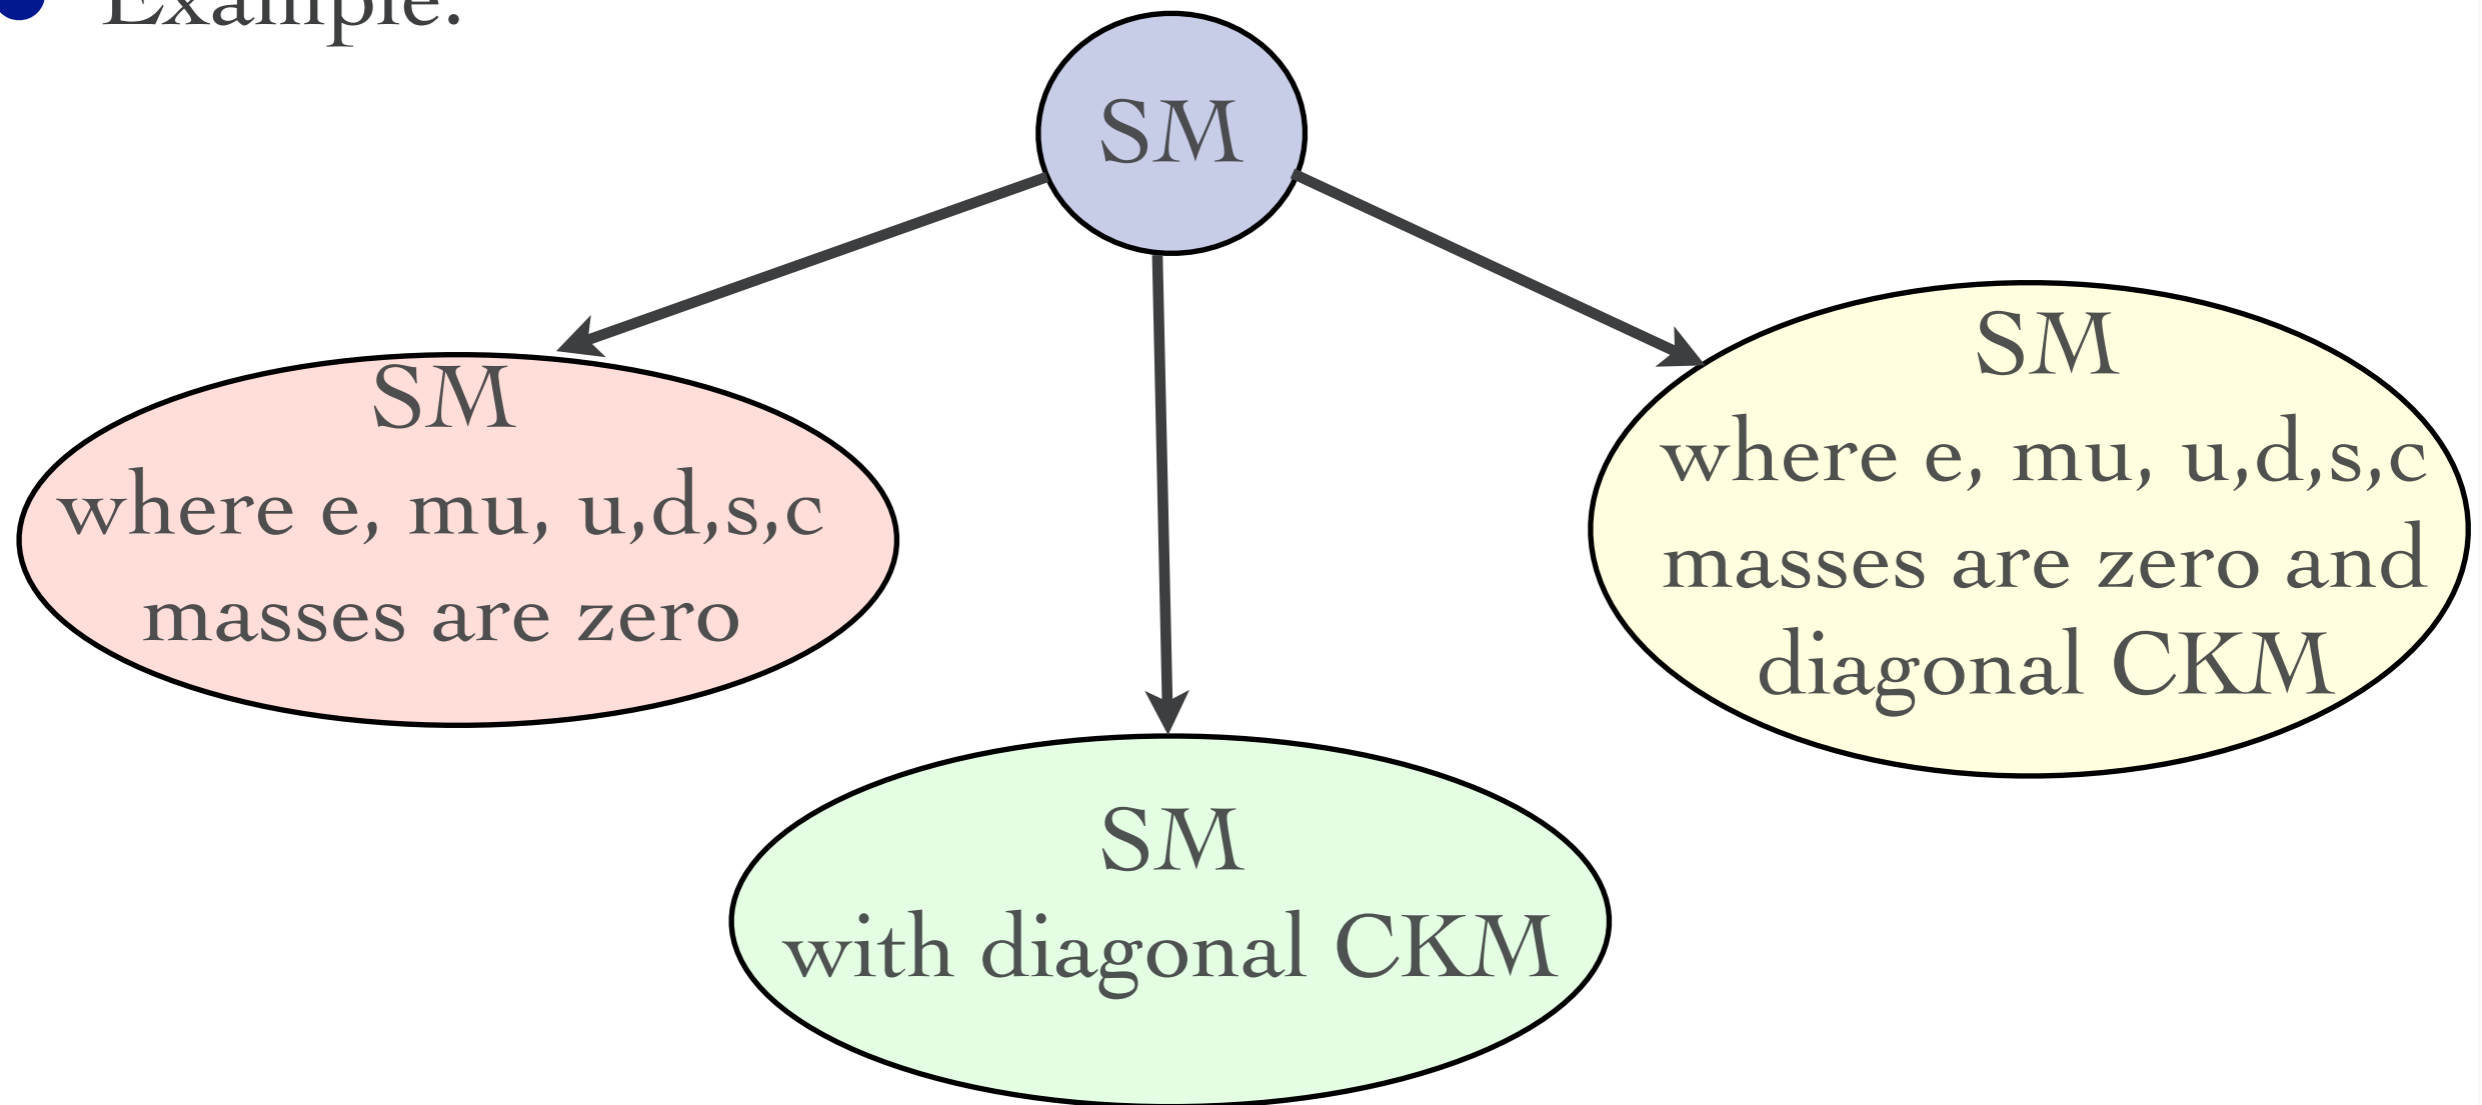 Example:
SM
SM
where e, mu, u,d,s,c
masses are zero
SM
with diagonal CKM
SM
where e, mu, u,d,s,c
masses are zero and
diagonal CKM